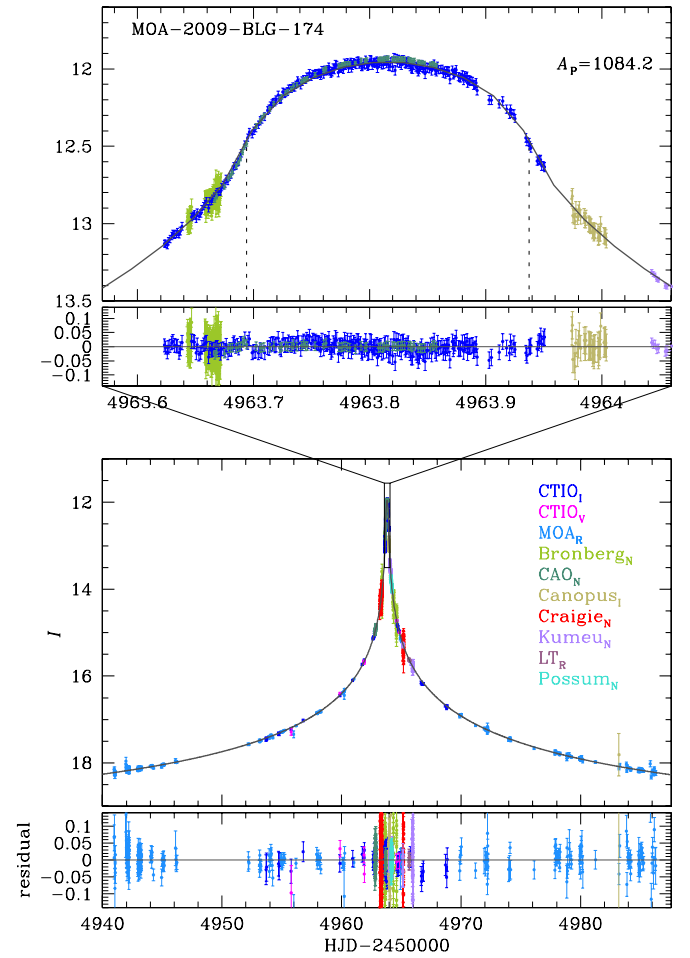 MOA-2009-BLG-174
A_P=1084.2
12
12.5
13
13.5
0.1
0.05
0
-0.05
-0.1
4963.6 4963.7 4963.8 4963.9 4964
12
14
16
18
I
CTIO_I
CTIO_V
MOA_R
Bronberg_N
CAO_N
Canopus_I
Craigie_N
Kumeu_N
LT_R
Possum_N
residual
0.1
0.05
0
-0.05
4940 4950 4960 4970 4980
HJD-2450000